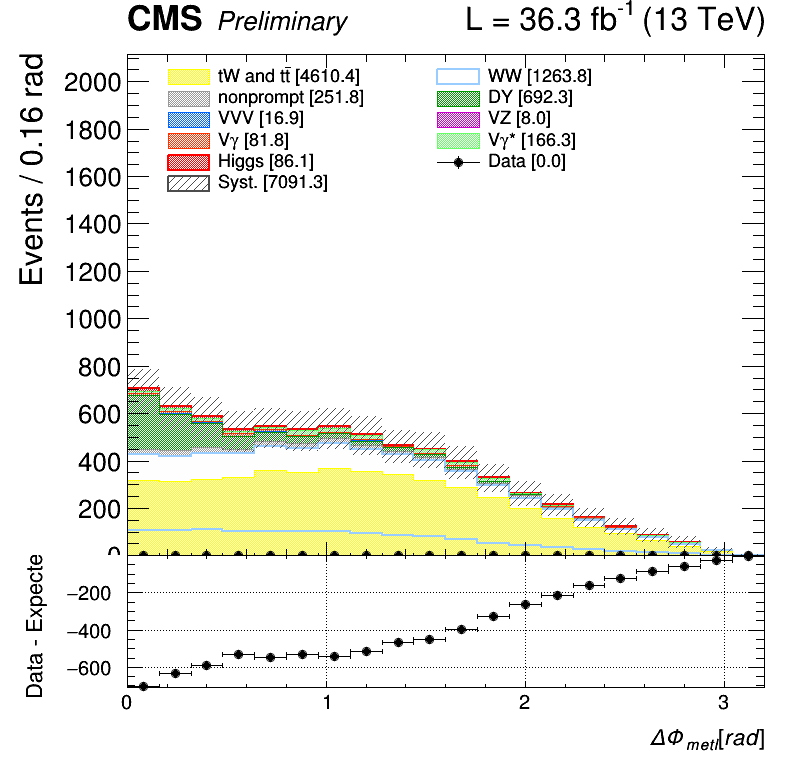 CMS Preliminary L = 36.3 fb⁻¹ (13 TeV)
Events / 0.16 rad
2000
1800
1600
1400
1200
1000
800
600
400
200
0
tW and tt̄ [4610.4]
nonprompt [251.8]
VVV [16.9]
Vγ [81.8]
Higgs [86.1]
Syst. [7091.3]
WW [1263.8]
DY [692.3]
VZ [8.0]
Vγ* [166.3]
Data [0.0]
Data - Expecte
−200
−400
−600
0 1 2 3
ΔΦmetl[rad]